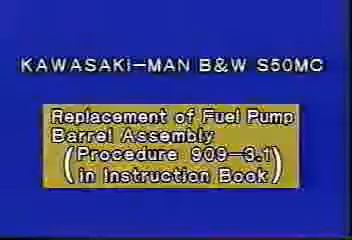 KAWASAKI-MAN B&W S50MC
Replacement of Fuel Pump
Barrel Assembly
(Procedure 909-3.1
in Instruction Book)